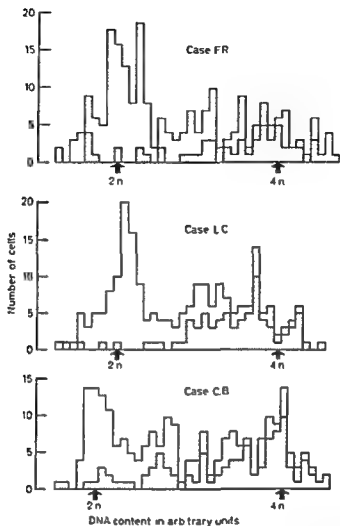 20
Case FR
15
10
5
0
2n 4n
20
Case LC
15
10
5
0
2n 4n
Number of cells
15
Case CB
10
5
0
2n 4n
DNA content in arbitrary units